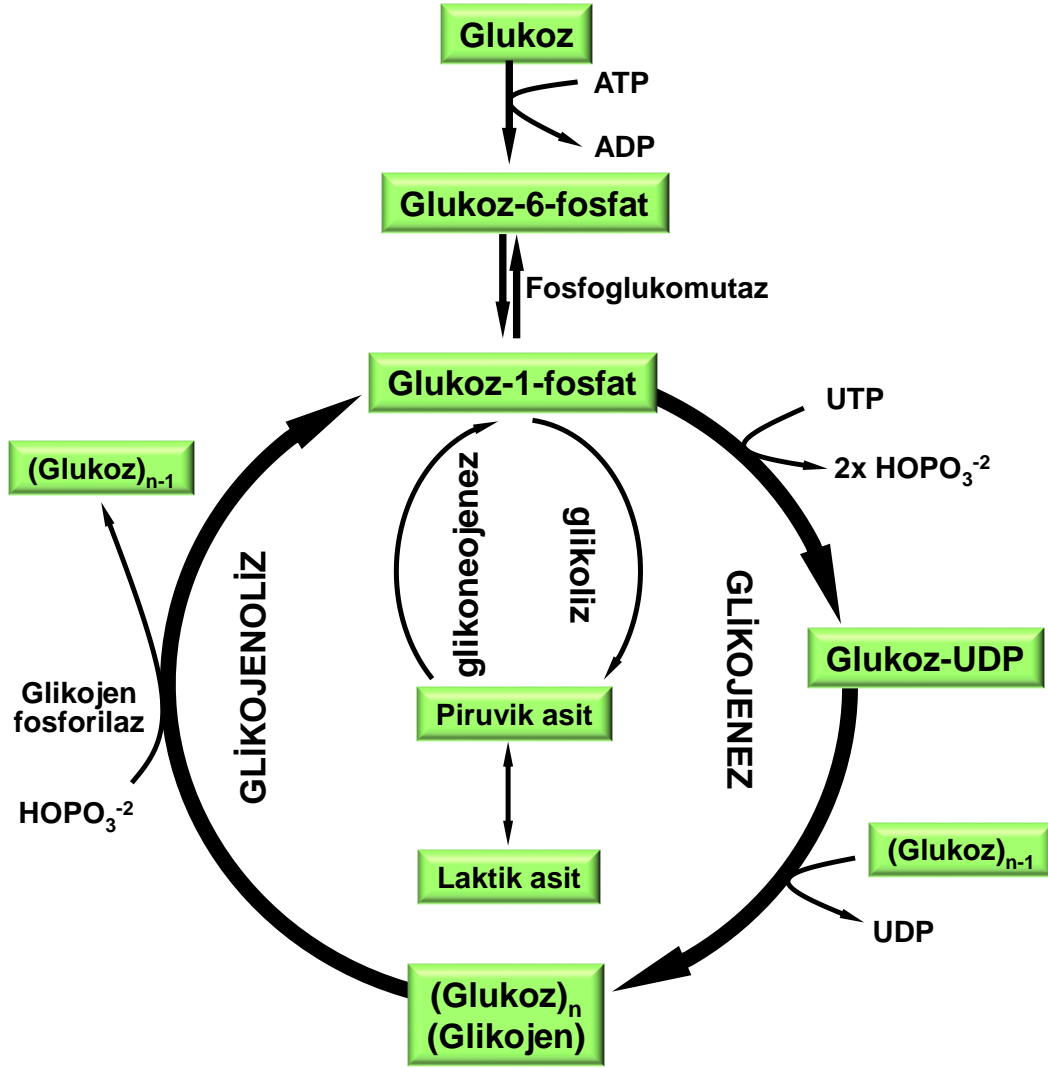 Glukoz
ATP
ADP
Glukoz-6-fosfat
Fosfoglukomutaz
Glukoz-1-fosfat
UTP
2x HOPO₃⁻²
(Glukoz)ₙ₋₁
glikoneojenez
glikoliz
GLİKOJENOLİZ
GLİKOJENEZ
Glukoz-UDP
Glikojen
fosforilaz
HOPO₃⁻²
Piruvik asit
Laktik asit
(Glukoz)ₙ₋₁
UDP
(Glukoz)ₙ
(Glikojen)